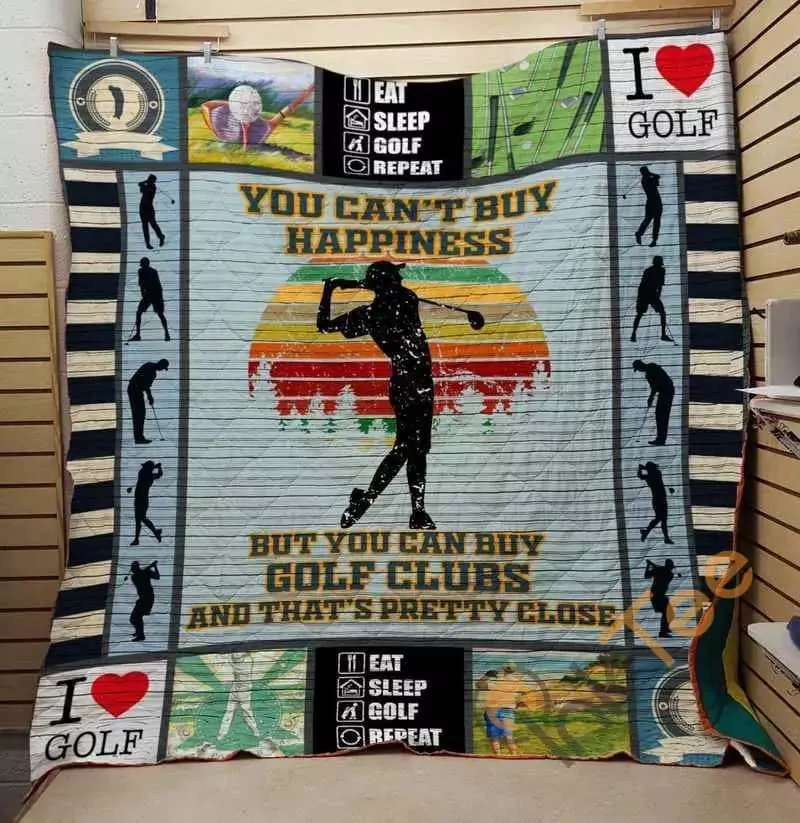 EAT
SLEEP
GOLF
REPEAT
I ❤ GOLF
YOU CAN'T BUY
HAPPINESS
BUT YOU CAN BUY
GOLF CLUBS
AND THAT'S PRETTY CLOSE
I ❤ GOLF
EAT
SLEEP
GOLF
REPEAT